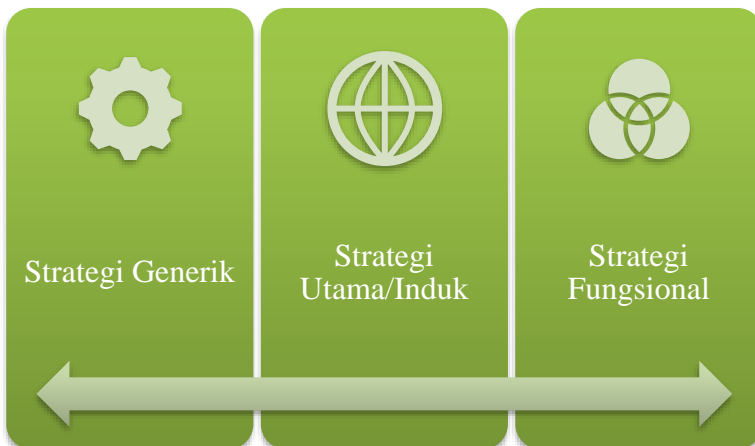 Strategi Generik
Strategi
Utama/Induk
Strategi
Fungsional